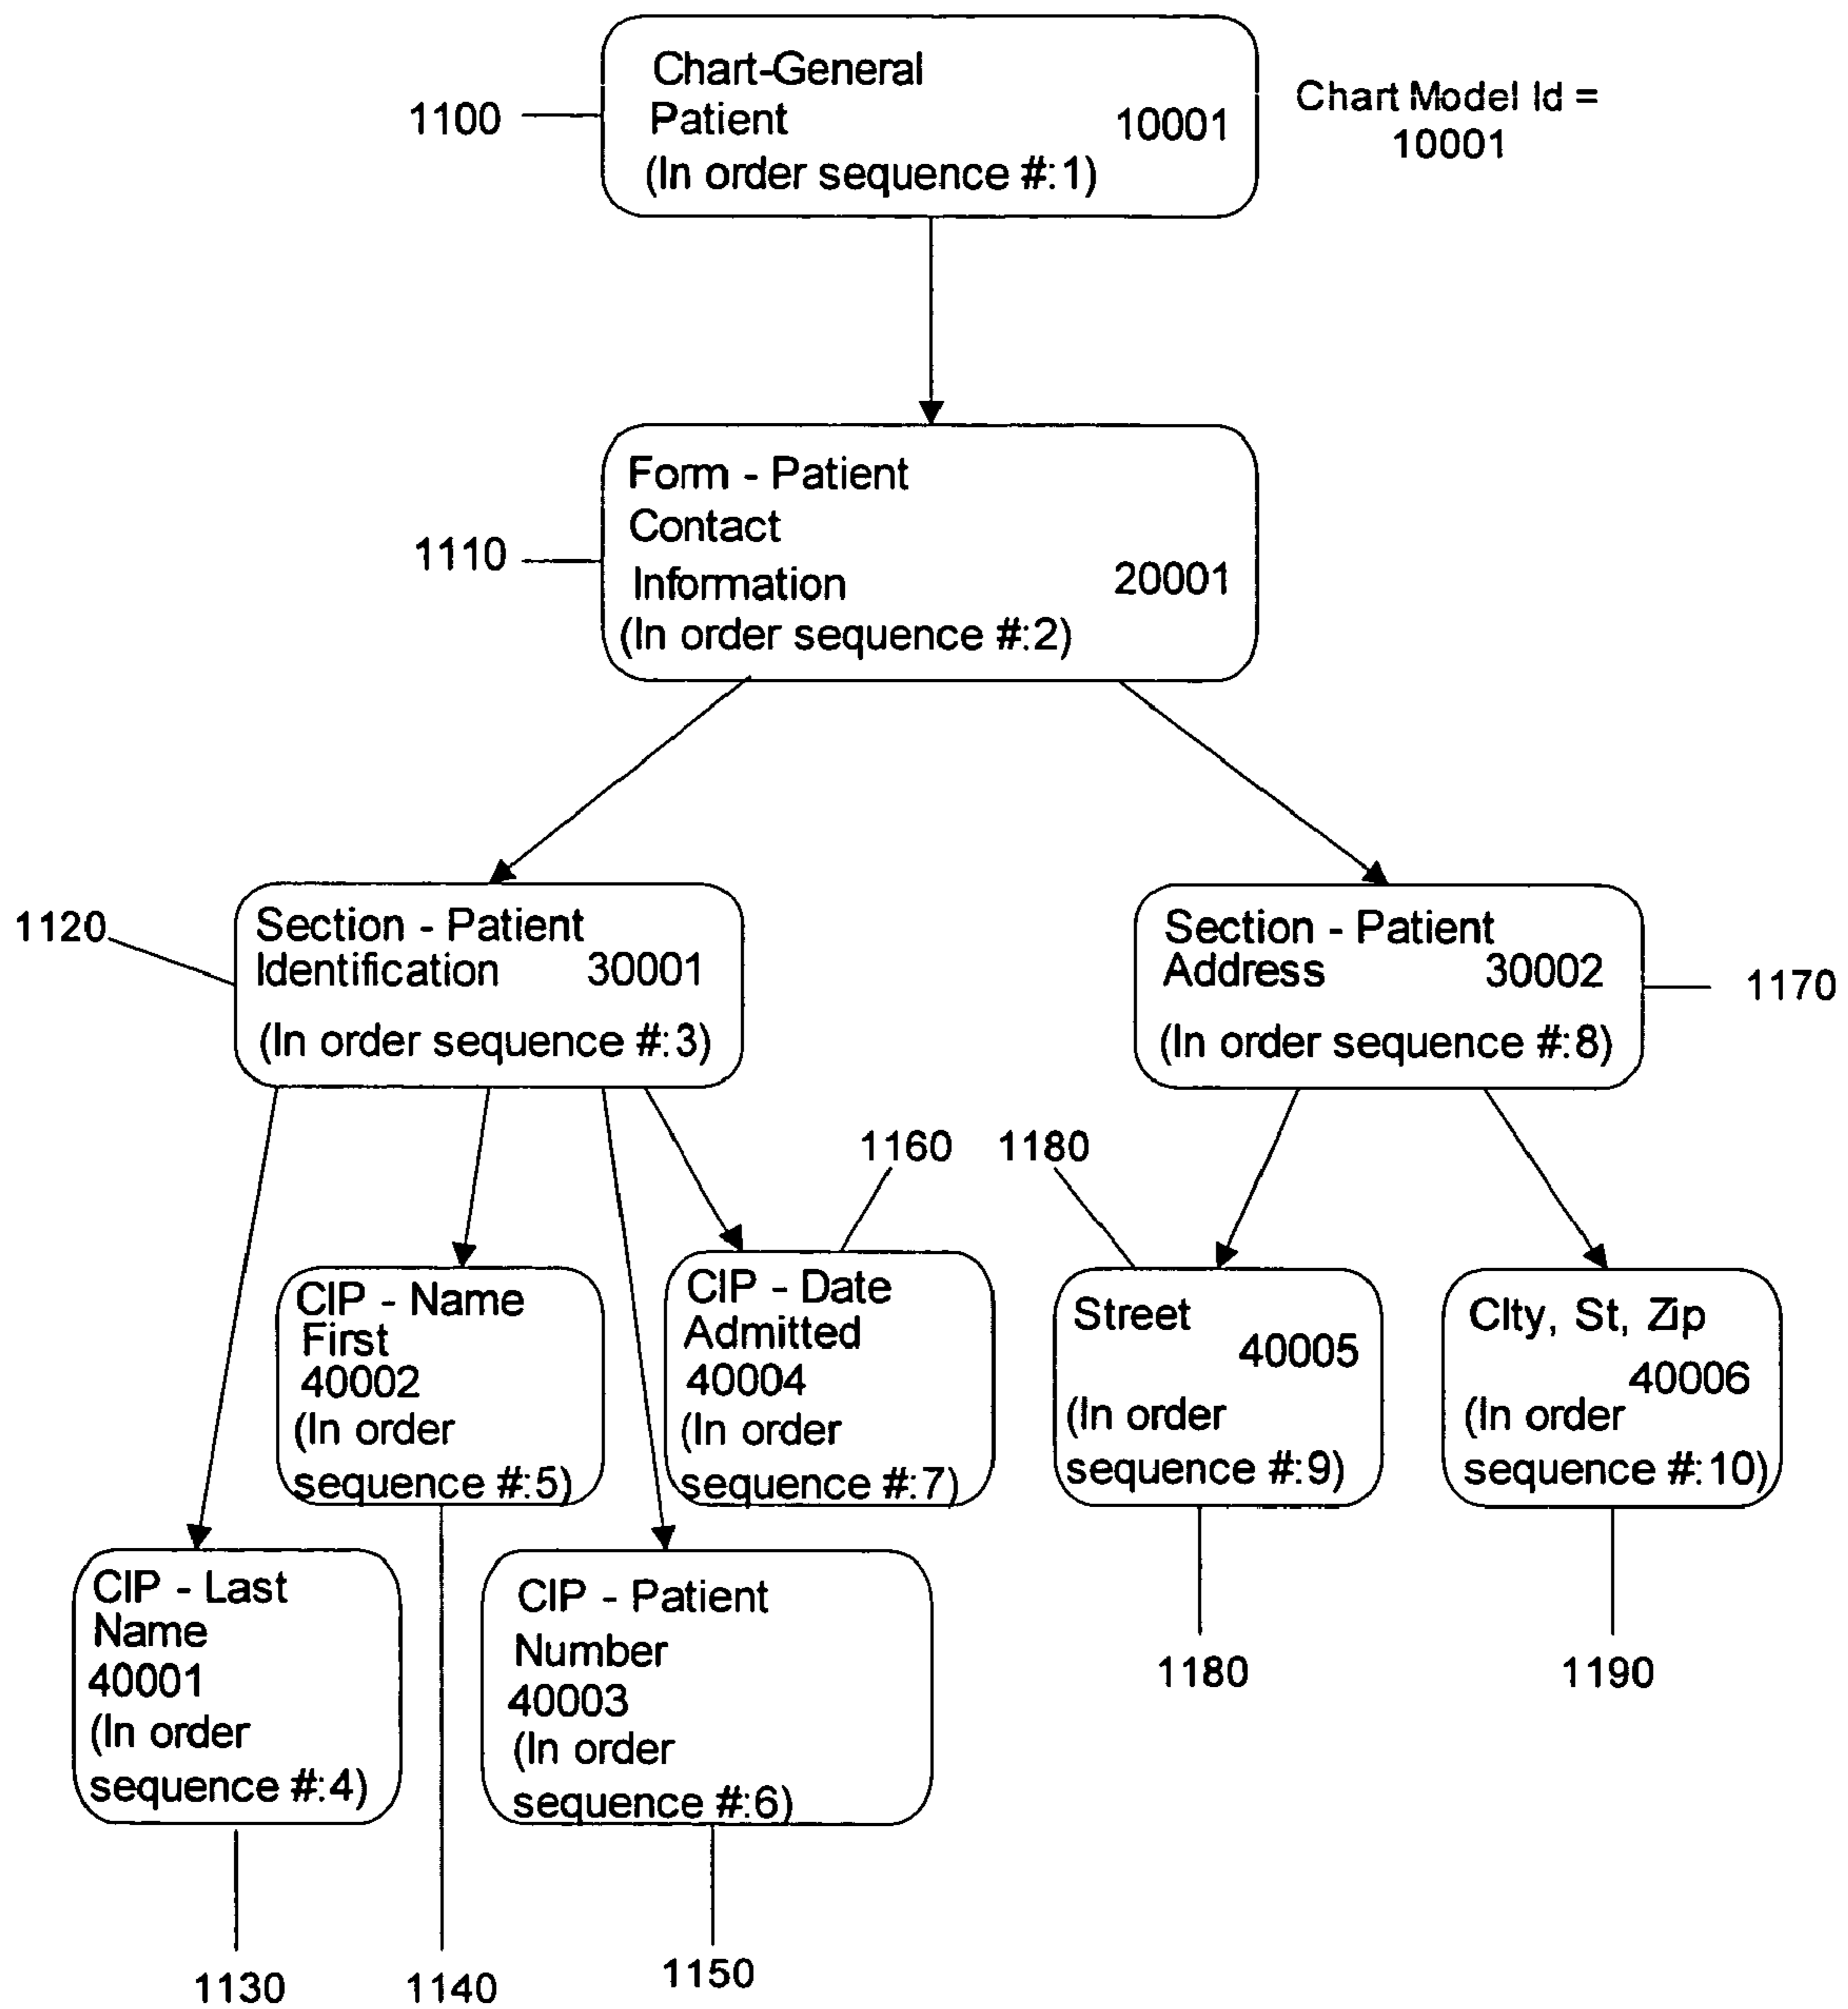 Chart-General
Patient 10001
(In order sequence #:1)
1100
Chart Model Id =
10001
Form - Patient
Contact
Information 20001
(In order sequence #:2)
1110
Section - Patient
Identification 30001
(In order sequence #:3)
1120
Section - Patient
Address 30002
(In order sequence #:8)
1170
1160
1180
CIP - Name
First
40002
(In order
sequence #:5)
CIP - Date
Admitted
40004
(In order
sequence #:7)
Street
40005
(In order
sequence #:9)
CIty, St, Zip
40006
(In order
sequence #:10)
CIP - Last
Name
40001
(In order
sequence #:4)
CIP - Patient
Number
40003
(In order
sequence #:6)
1180
1190
1130
1140
1150